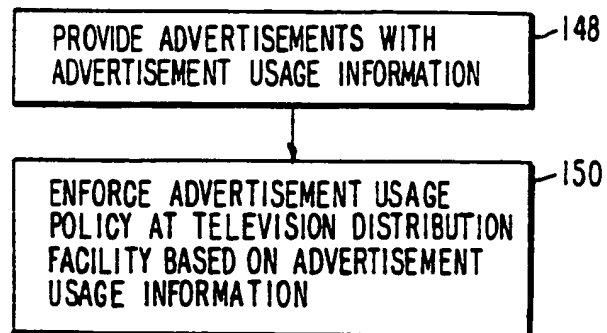 PROVIDE ADVERTISEMENTS WITH
ADVERTISEMENT USAGE INFORMATION
148
ENFORCE ADVERTISEMENT USAGE
POLICY AT TELEVISION DISTRIBUTION
FACILITY BASED ON ADVERTISEMENT
USAGE INFORMATION
150